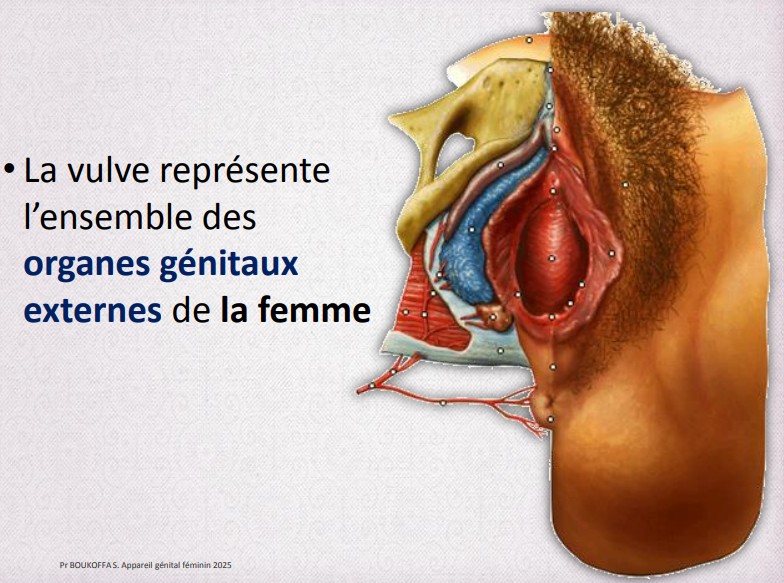 • La vulve représente
l’ensemble des
organes génitaux
externes de la femme
Pr BOUKOFFA S. Appareil génital féminin 2025